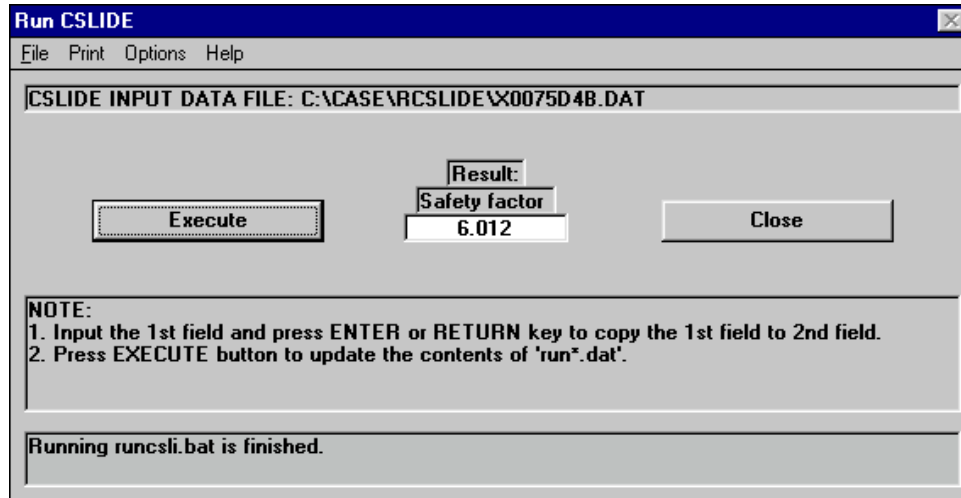 Run CSLIDE
File Print Options Help
CSLIDE INPUT DATA FILE: C:\CASE\RCSLIDE\X0075D4B.DAT
Result:
Safety factor
Execute
6.012
Close
NOTE:
1. Input the 1st field and press ENTER or RETURN key to copy the 1st field to 2nd field.
2. Press EXECUTE button to update the contents of 'run*.dat'.
Running runcsli.bat is finished.